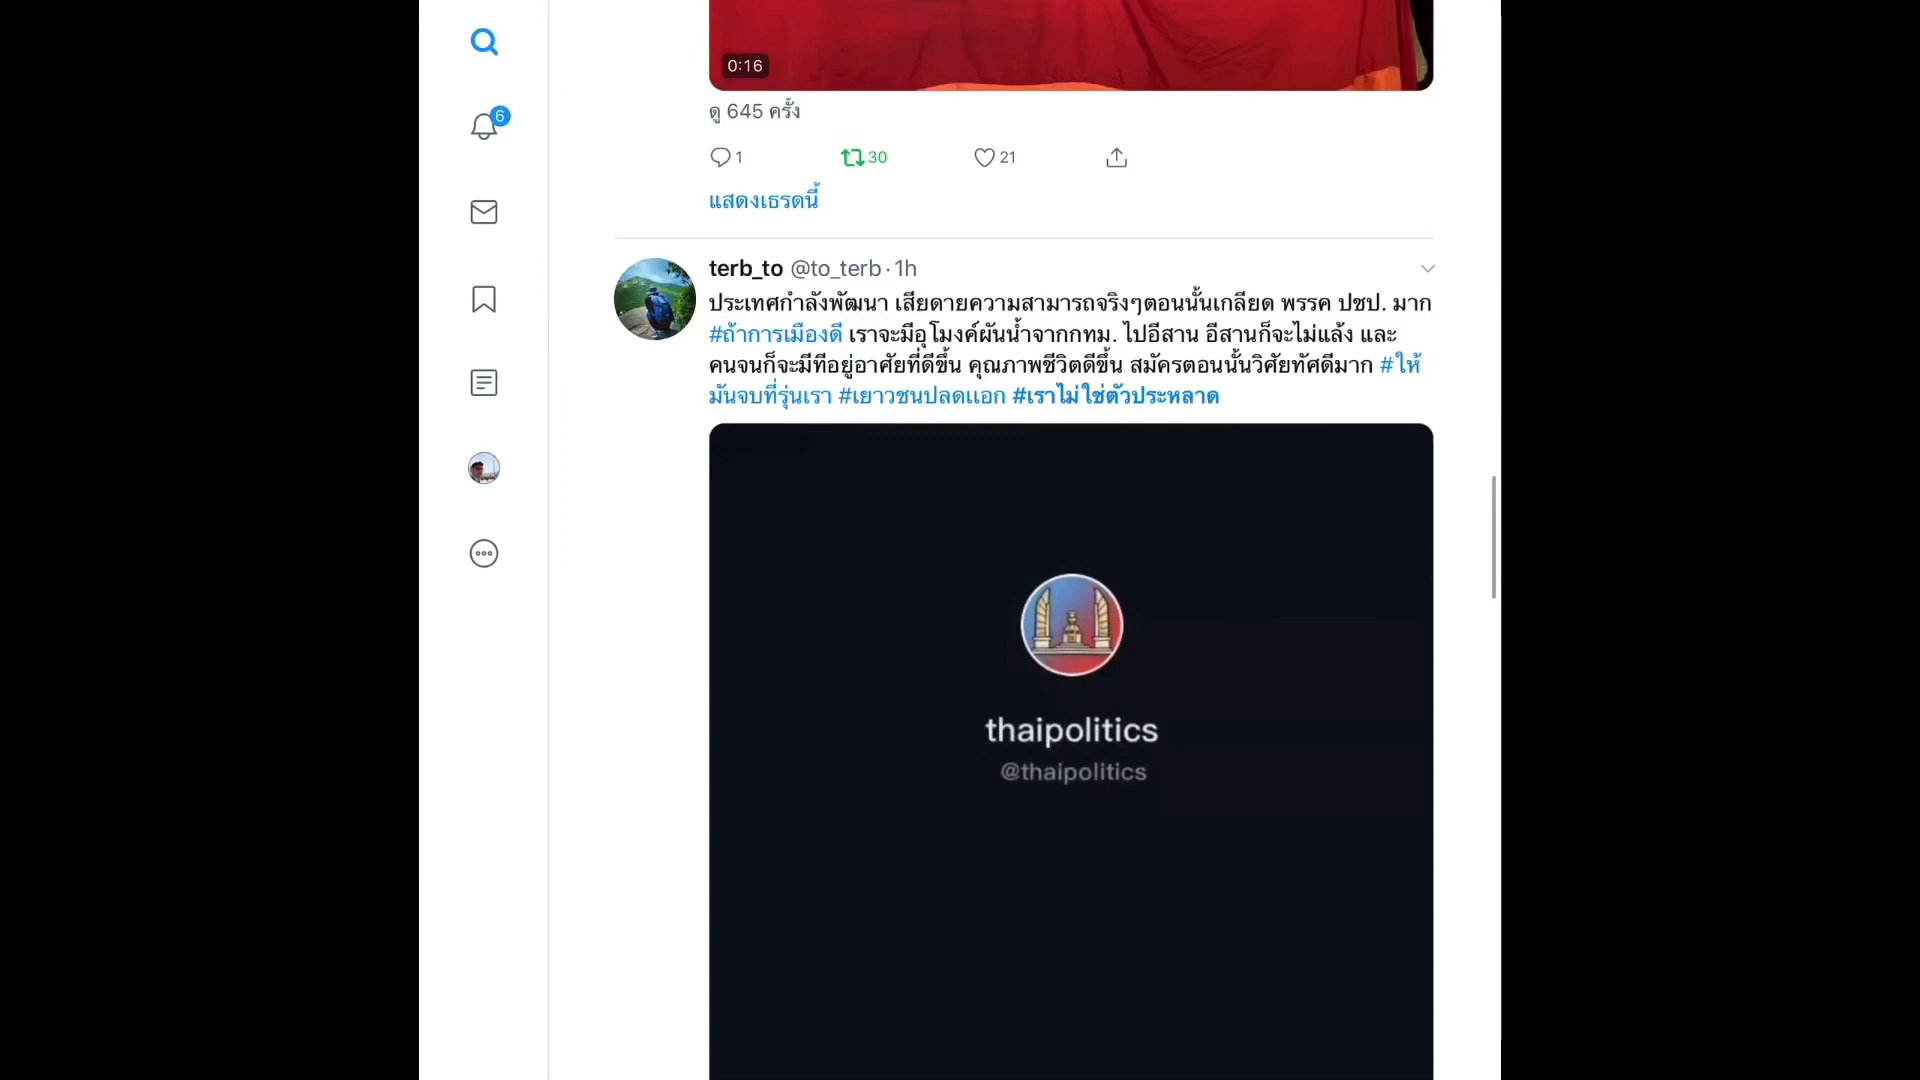 0:16
6
ดู 645 ครั้ง
1 30 21
แสดงเธรดนี้
terb_to @to_terb · 1h
ประเทศกำลังพัฒนา เสียดายความสามารถจริงๆตอนนั้นเกลียด พรรค ปชป. มาก
#ถ้าการเมืองดี เราจะมีอุโมงค์ผันน้ำจากกทม. ไปอีสาน อีสานก็จะไม่แล้ง และ
คนจนก็จะมีทีอยู่อาศัยที่ดีขึ้น คุณภาพชีวิตดีขึ้น สมัครตอนนั้นวิศัยทัศดีมาก #ให้
มันจบที่รุ่นเรา #เยาวชนปลดแอก #เราไม่ใช่ตัวประหลาด
thaipolitics
@thaipolitics